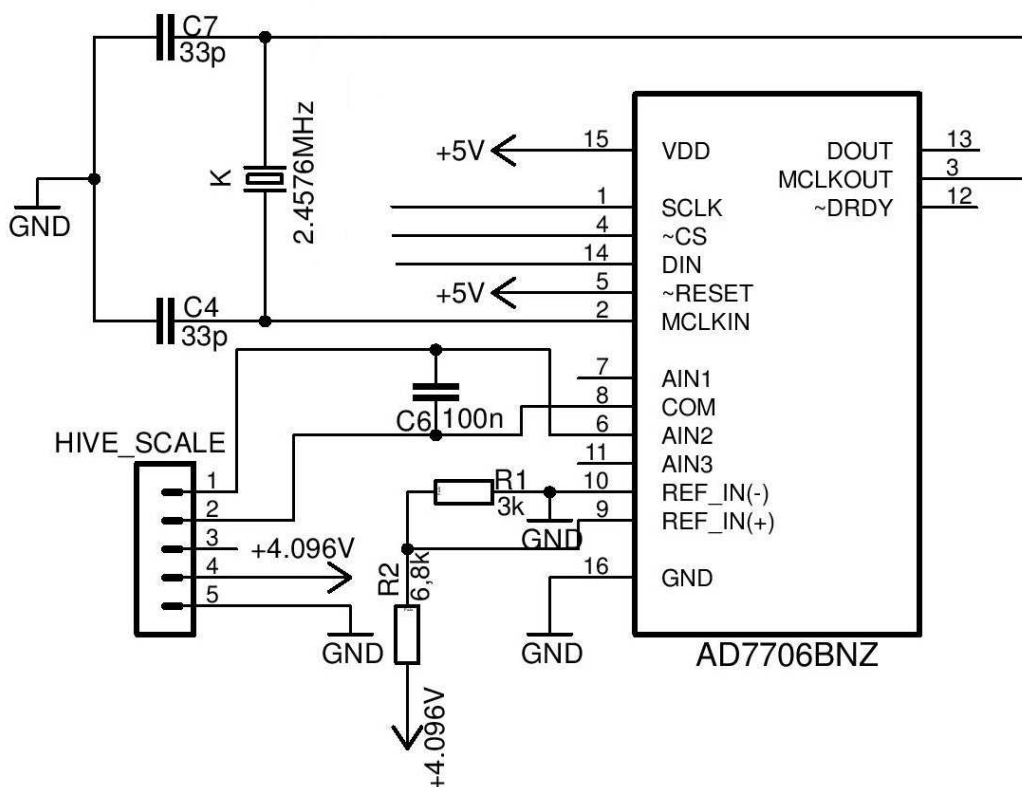 C7
33p
K
2.4576MHz
GND
C4
33p
+5V
15
VDD
1
SCLK
4
~CS
14
DIN
+5V
5
~RESET
2
MCLKIN
7
AIN1
8
COM
6
AIN2
11
AIN3
10
REF_IN(-)
9
REF_IN(+)
16
GND
DOUT
13
MCLKOUT
3
~DRDY
12
AD7706BNZ
C6
100n
HIVE_SCALE
1
2
3
4
5
+4.096V
GND
R1
3k
GND
R2
6,8k
+4.096V
GND